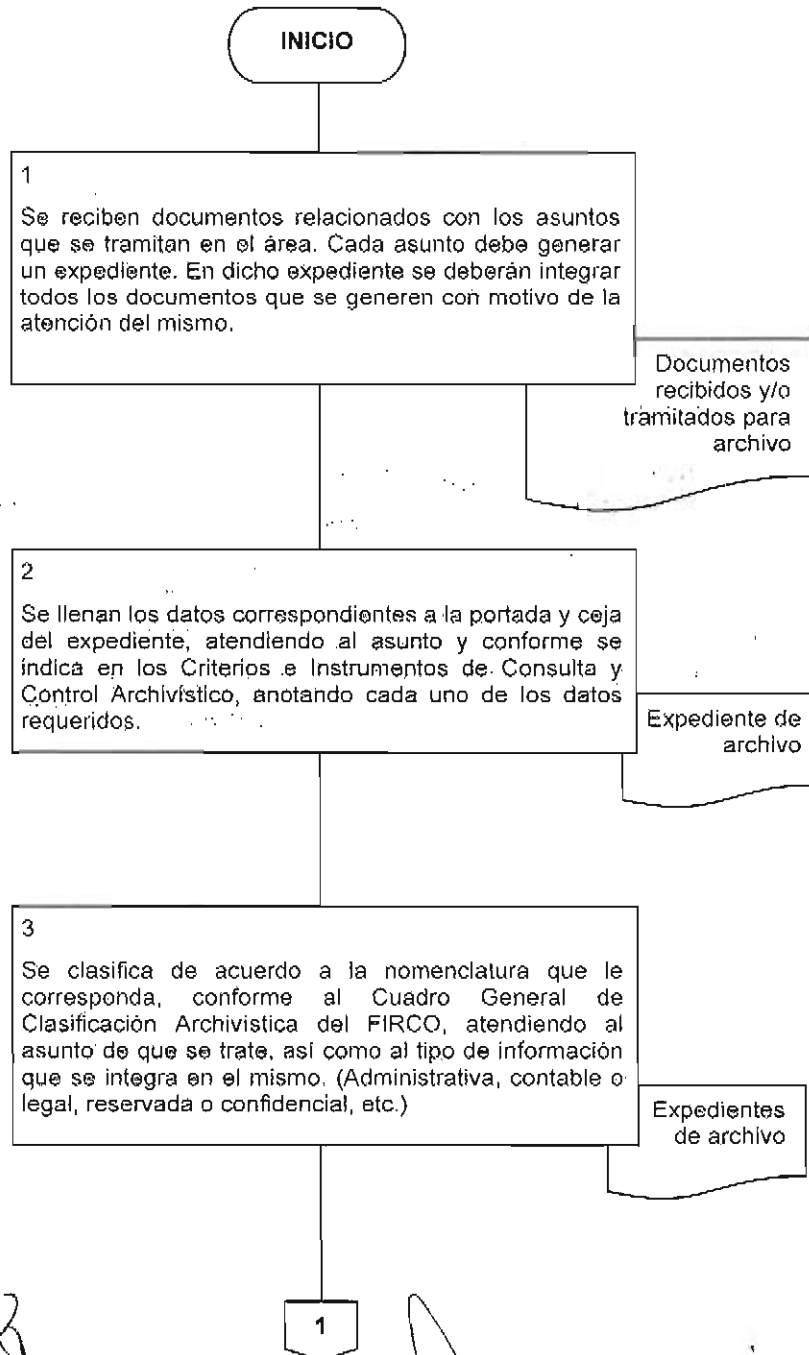 INICIO
1
Se reciben documentos relacionados con los asuntos
que se tramitan en el área. Cada asunto debe generar
un expediente. En dicho expediente se deberán integrar
todos los documentos que se generen con motivo de la
atención del mismo.
Documentos
recibidos y/o
tramitados para
archivo
2
Se llenan los datos correspondientes a la portada y ceja
del expediente, atendiendo al asunto y conforme se
indica en los Criterios e Instrumentos de Consulta y
Control Archivístico, anotando cada uno de los datos
requeridos.
Expediente de
archivo
3
Se clasifica de acuerdo a la nomenclatura que le
corresponda, conforme al Cuadro General de
Clasificación Archivistica del FIRCO, atendiendo al
asunto de que se trate, así como al tipo de información
que se integra en el mismo. (Administrativa, contable o
legal, reservada o confidencial, etc.)
Expedientes
de archivo
1